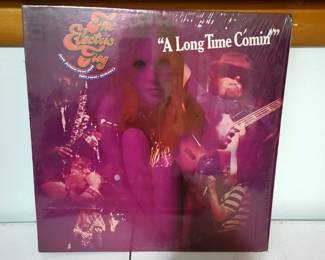 The
Electric
Flag
"A Long Time Comin'"